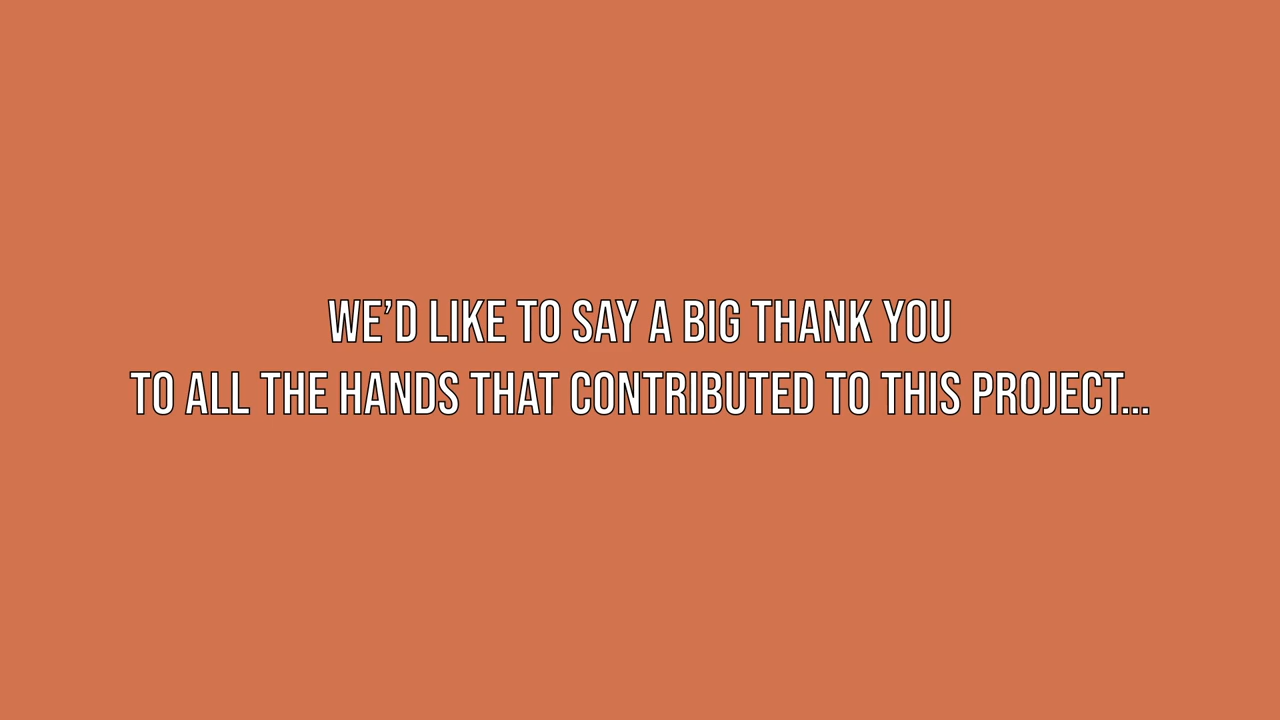 WE’D LIKE TO SAY A BIG THANK YOU
TO ALL THE HANDS THAT CONTRIBUTED TO THIS PROJECT...